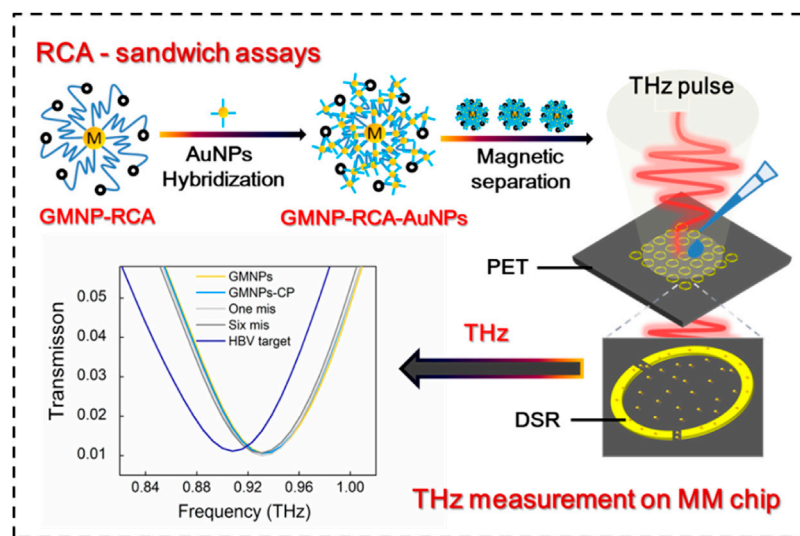 RCA - sandwich assays
M
AuNPs
Hybridization
M
M M M
Magnetic
separation
THz pulse
GMNP-RCA
GMNP-RCA-AuNPs
PET
GMNPs
GMNPs-CP
One mis
Six mis
HBV target
0.05
0.04
0.03
0.02
0.01
Transmisson
0.84 0.88 0.92 0.96 1.00
Frequency (THz)
THz
DSR
THz measurement on MM chip